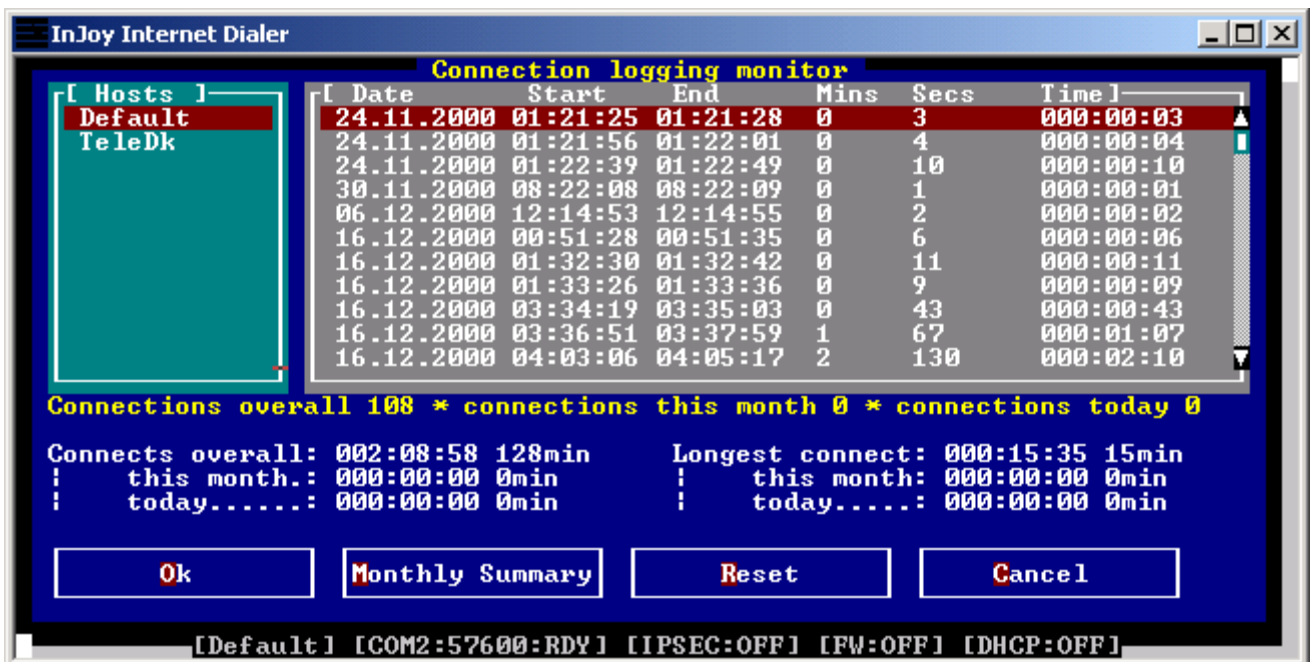 InJoy Internet Dialer
Connection logging monitor
[ Hosts ]
Default
TeleDk
[ Date Start End Mins Secs Time]
24.11.2000 01:21:25 01:21:28 0 3 000:00:03
24.11.2000 01:21:56 01:22:01 0 4 000:00:04
24.11.2000 01:22:39 01:22:49 0 10 000:00:10
30.11.2000 08:22:08 08:22:09 0 1 000:00:01
06.12.2000 12:14:53 12:14:55 0 2 000:00:02
16.12.2000 00:51:28 00:51:35 0 6 000:00:06
16.12.2000 01:32:30 01:32:42 0 11 000:00:11
16.12.2000 01:33:26 01:33:36 0 9 000:00:09
16.12.2000 03:34:19 03:35:03 0 43 000:00:43
16.12.2000 03:36:51 03:37:59 1 67 000:01:07
16.12.2000 04:03:06 04:05:17 2 130 000:02:10
Connections overall 108 * connections this month 0 * connections today 0
Connects overall: 002:08:58 128min Longest connect: 000:15:35 15min
¦ this month.: 000:00:00 0min ¦ this month: 000:00:00 0min
¦ today......: 000:00:00 0min ¦ today.....: 000:00:00 0min
Ok Monthly Summary Reset Cancel
[Default] [COM2:57600:RDY] [IPSEC:OFF] [FW:OFF] [DHCP:OFF]